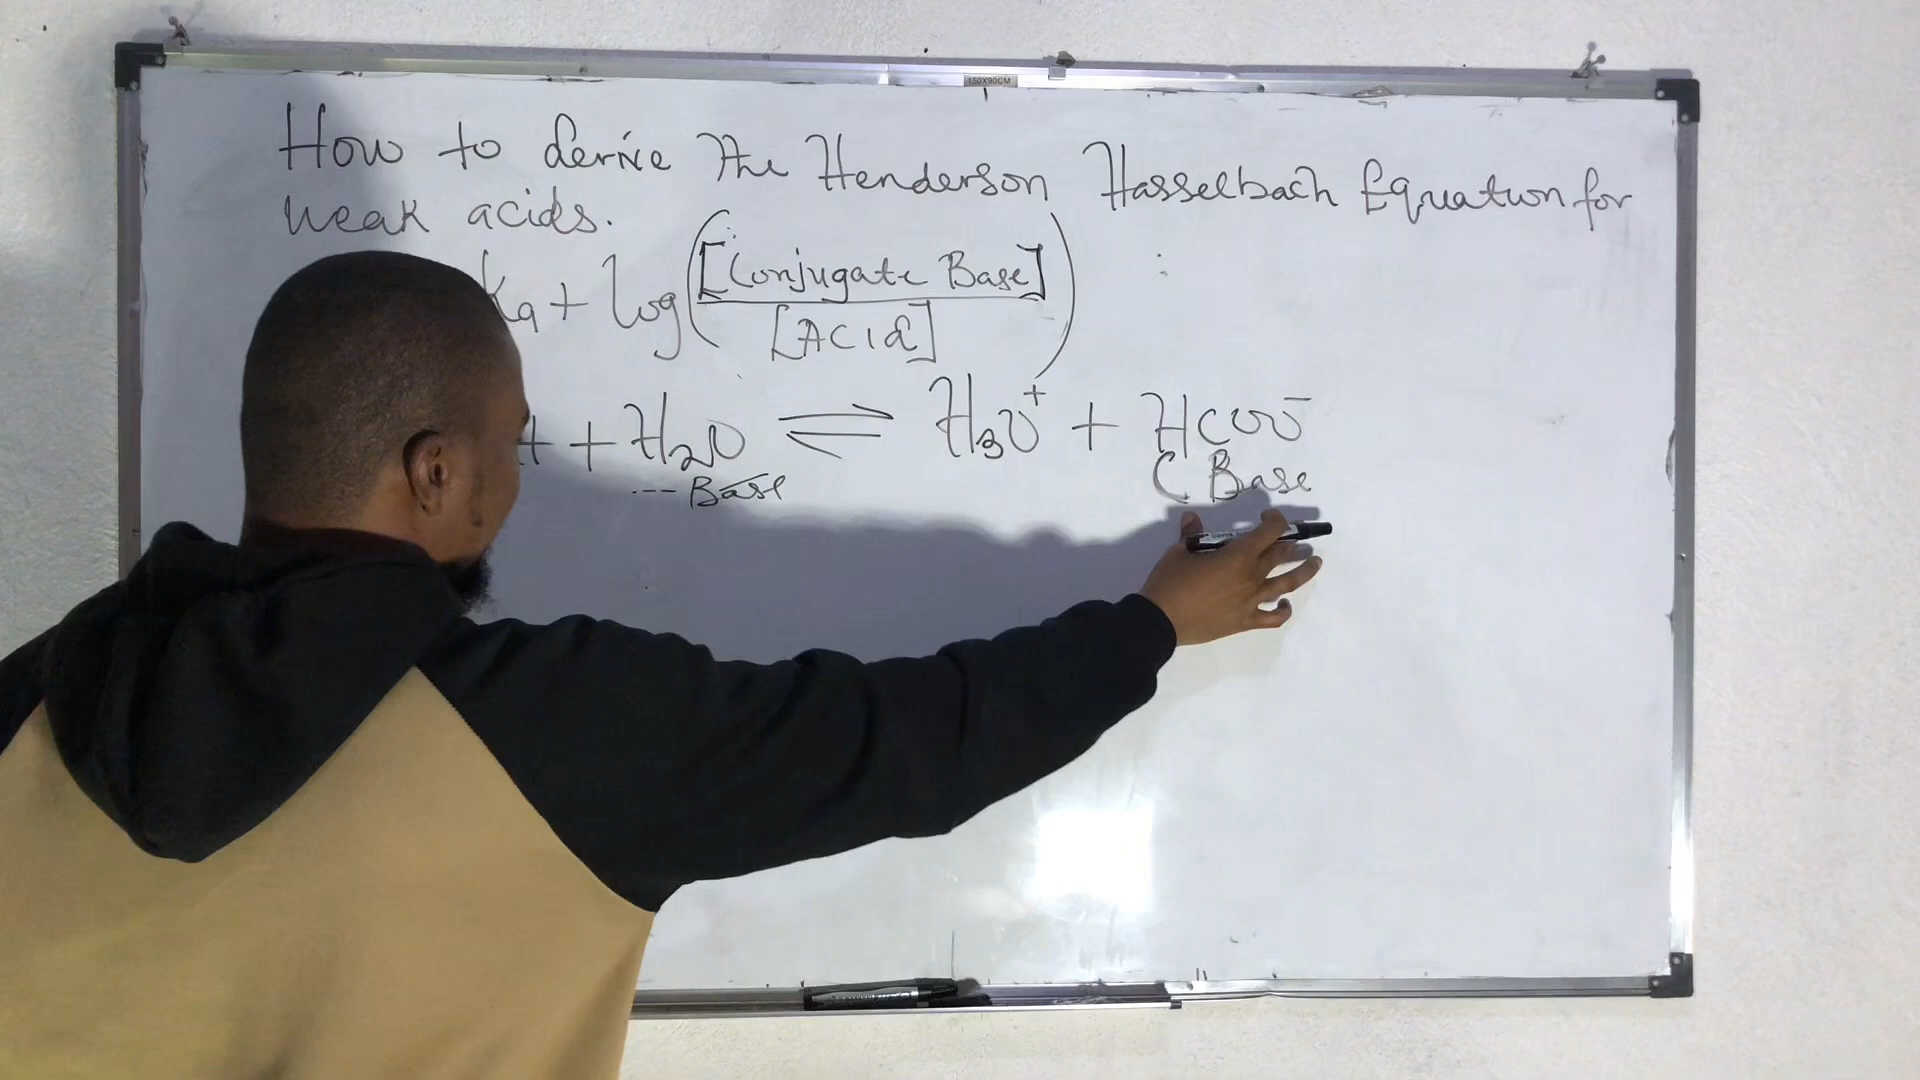 150X90CM
How to derive The Henderson Hasselbach Equation for
weak acids.
Ka + log([Conjugate Base]/[Acid])
+ H₂O ⇌ H₃O⁺ + HCOO⁻
--- Base C Base